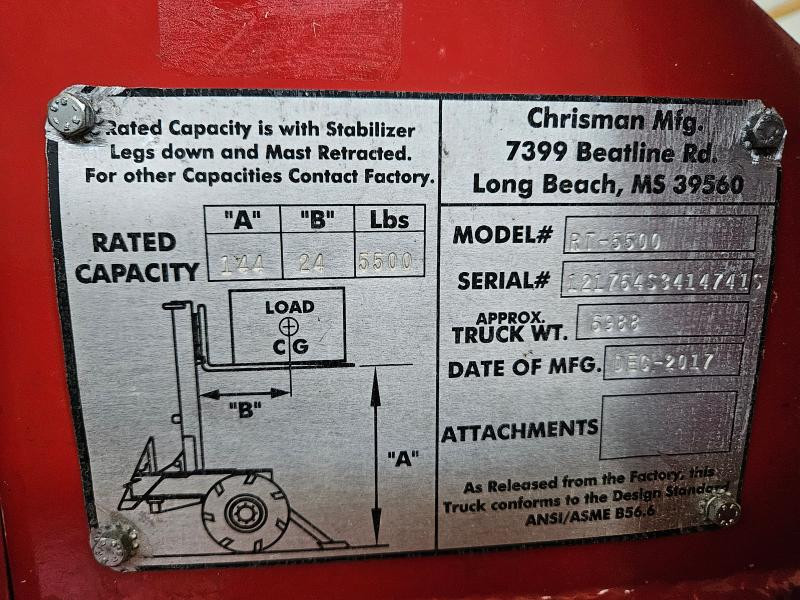 Rated Capacity is with Stabilizer
Legs down and Mast Retracted.
For other Capacities Contact Factory.
"A" "B" Lbs
RATED CAPACITY 144 24 5500
LOAD
CG
"B"
"A"
Chrisman Mfg.
7399 Beatline Rd.
Long Beach, MS 39560
MODEL# RT-5500
SERIAL#
APPROX.
TRUCK WT.
DATE OF MFG. DEC-2017
ATTACHMENTS
As Released from the Factory, this
Truck conforms to the Design Standard
ANSI/ASME B56.6